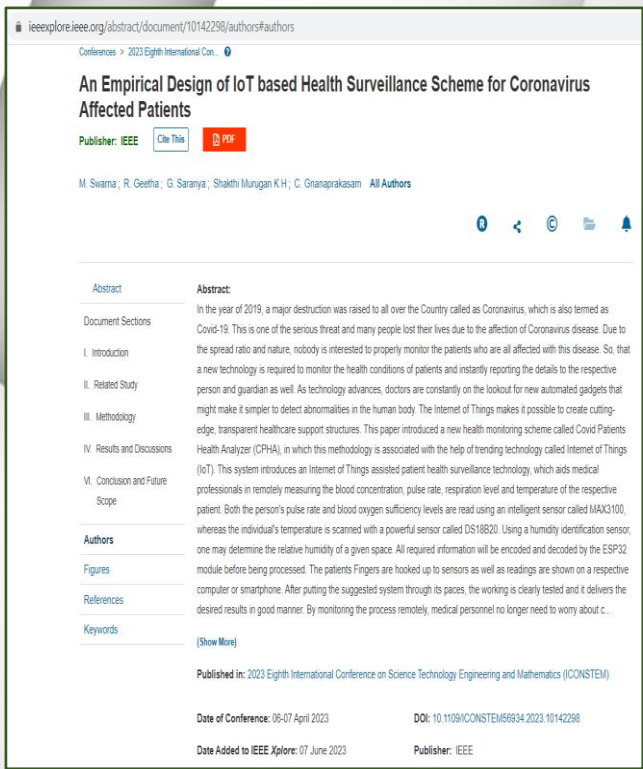 ieeexplore.ieee.org/abstract/document/10142298/authors#authors
Conferences > 2023 Eighth International Con... ?
An Empirical Design of IoT based Health Surveillance Scheme for Coronavirus
Affected Patients
Publisher: IEEE
Cite This
PDF
M. Swarna ; R. Geetha ; G. Saranya ; Shakthi Murugan K H ; C. Gnanaprakasam All Authors
R
©
Abstract
Document Sections
I. Introduction
II. Related Study
III. Methodology
IV. Results and Discussions
VI. Conclusion and Future
Scope
Authors
Figures
References
Keywords
Abstract:
In the year of 2019, a major destruction was raised to all over the Country called as Coronavirus, which is also termed as
Covid-19. This is one of the serious threat and many people lost their lives due to the affection of Coronavirus disease. Due to
the spread ratio and nature, nobody is interested to properly monitor the patients who are all affected with this disease. So, that
a new technology is required to monitor the health conditions of patients and instantly reporting the details to the respective
person and guardian as well. As technology advances, doctors are constantly on the lookout for new automated gadgets that
might make it simpler to detect abnormalities in the human body. The Internet of Things makes it possible to create cutting-
edge, transparent healthcare support structures. This paper introduced a new health monitoring scheme called Covid Patients
Health Analyzer (CPHA), in which this methodology is associated with the help of trending technology called Internet of Things
(IoT). This system introduces an Internet of Things assisted patient health surveillance technology, which aids medical
professionals in remotely measuring the blood concentration, pulse rate, respiration level and temperature of the respective
patient. Both the person's pulse rate and blood oxygen sufficiency levels are read using an intelligent sensor called MAX3100,
whereas the individual's temperature is scanned with a powerful sensor called DS18B20. Using a humidity identification sensor,
one may determine the relative humidity of a given space. All required information will be encoded and decoded by the ESP32
module before being processed. The patients Fingers are hooked up to sensors as well as readings are shown on a respective
computer or smartphone. After putting the suggested system through its paces, the working is clearly tested and it delivers the
desired results in good manner. By monitoring the process remotely, medical personnel no longer need to worry about c...
(Show More)
Published in: 2023 Eighth International Conference on Science Technology Engineering and Mathematics (ICONSTEM)
Date of Conference: 06-07 April 2023
DOI: 10.1109/ICONSTEM56934.2023.10142298
Date Added to IEEE Xplore: 07 June 2023
Publisher: IEEE